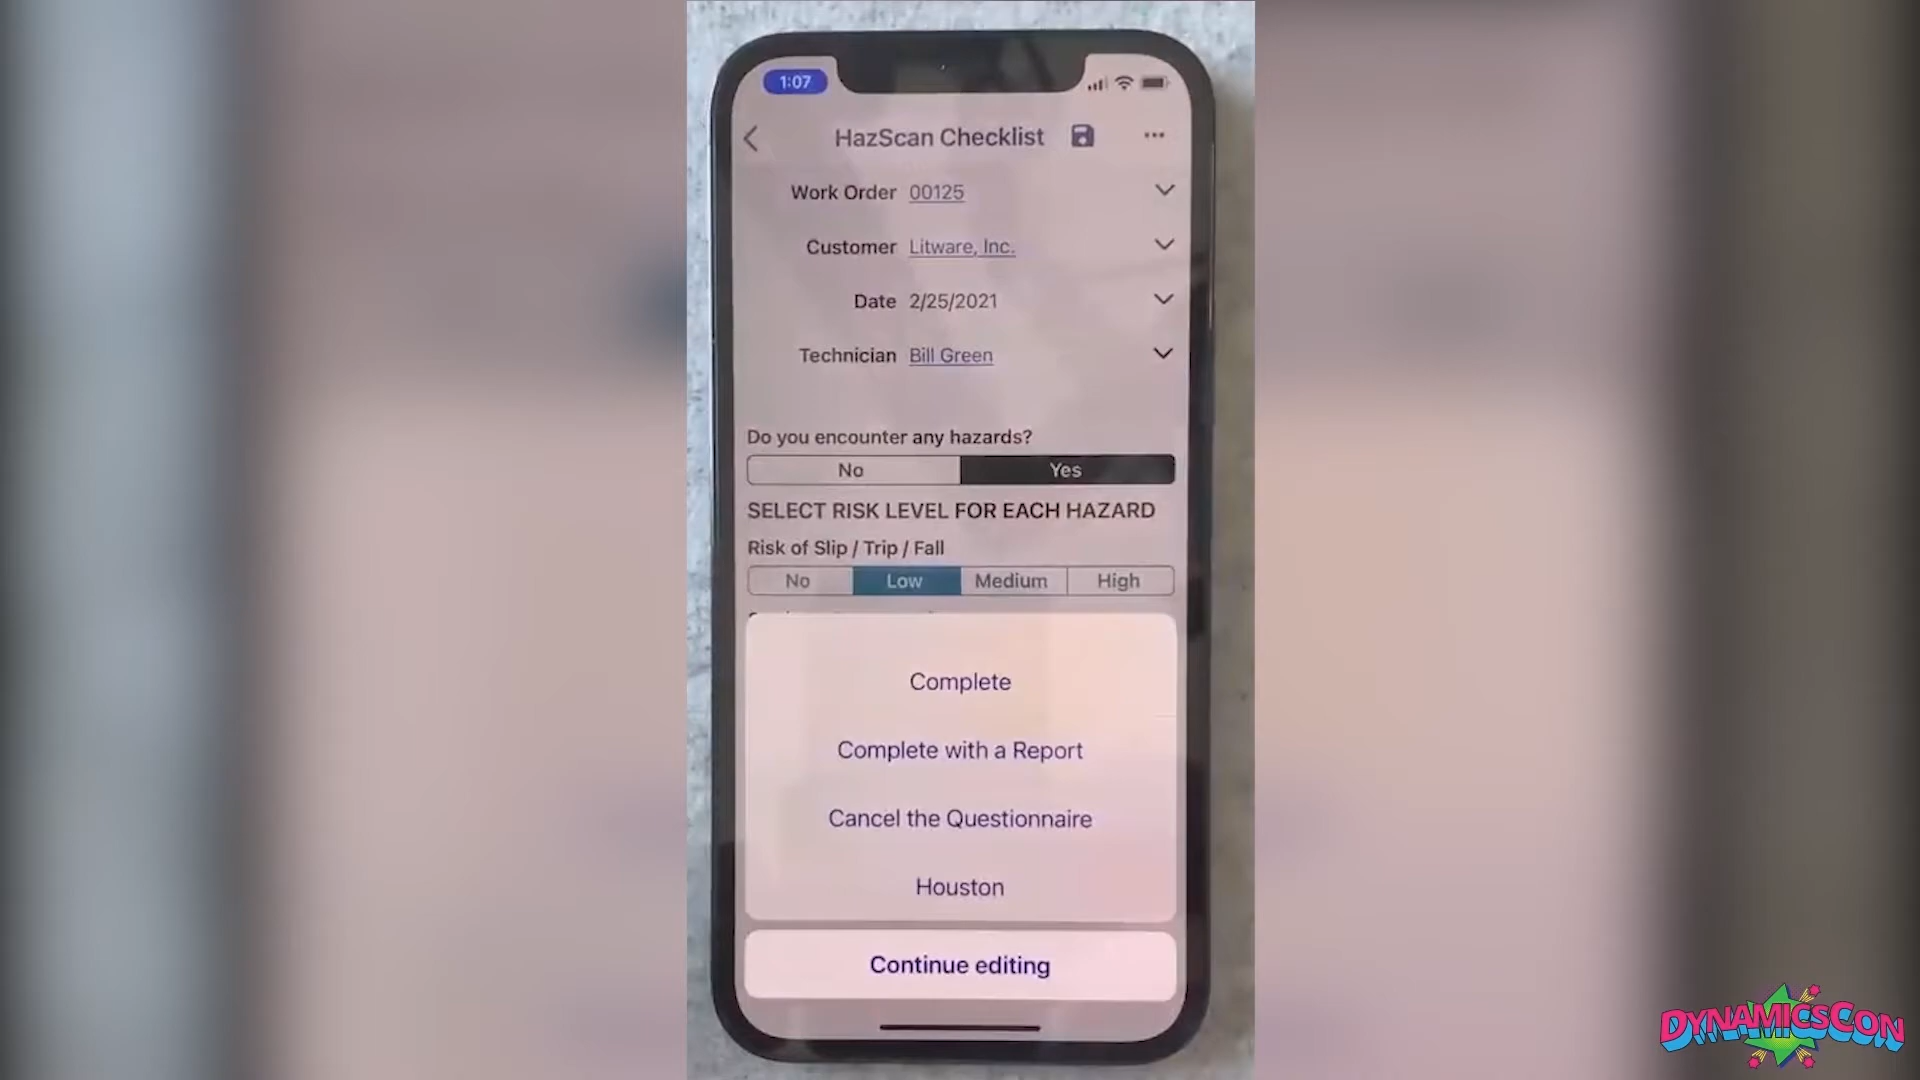 1:07
HazScan Checklist
Work Order 00125
Customer Litware, Inc.
Date 2/25/2021
Technician Bill Green
Do you encounter any hazards?
No Yes
SELECT RISK LEVEL FOR EACH HAZARD
Risk of Slip / Trip / Fall
No Low Medium High
Complete
Complete with a Report
Cancel the Questionnaire
Houston
Continue editing
DYNAMICSCON